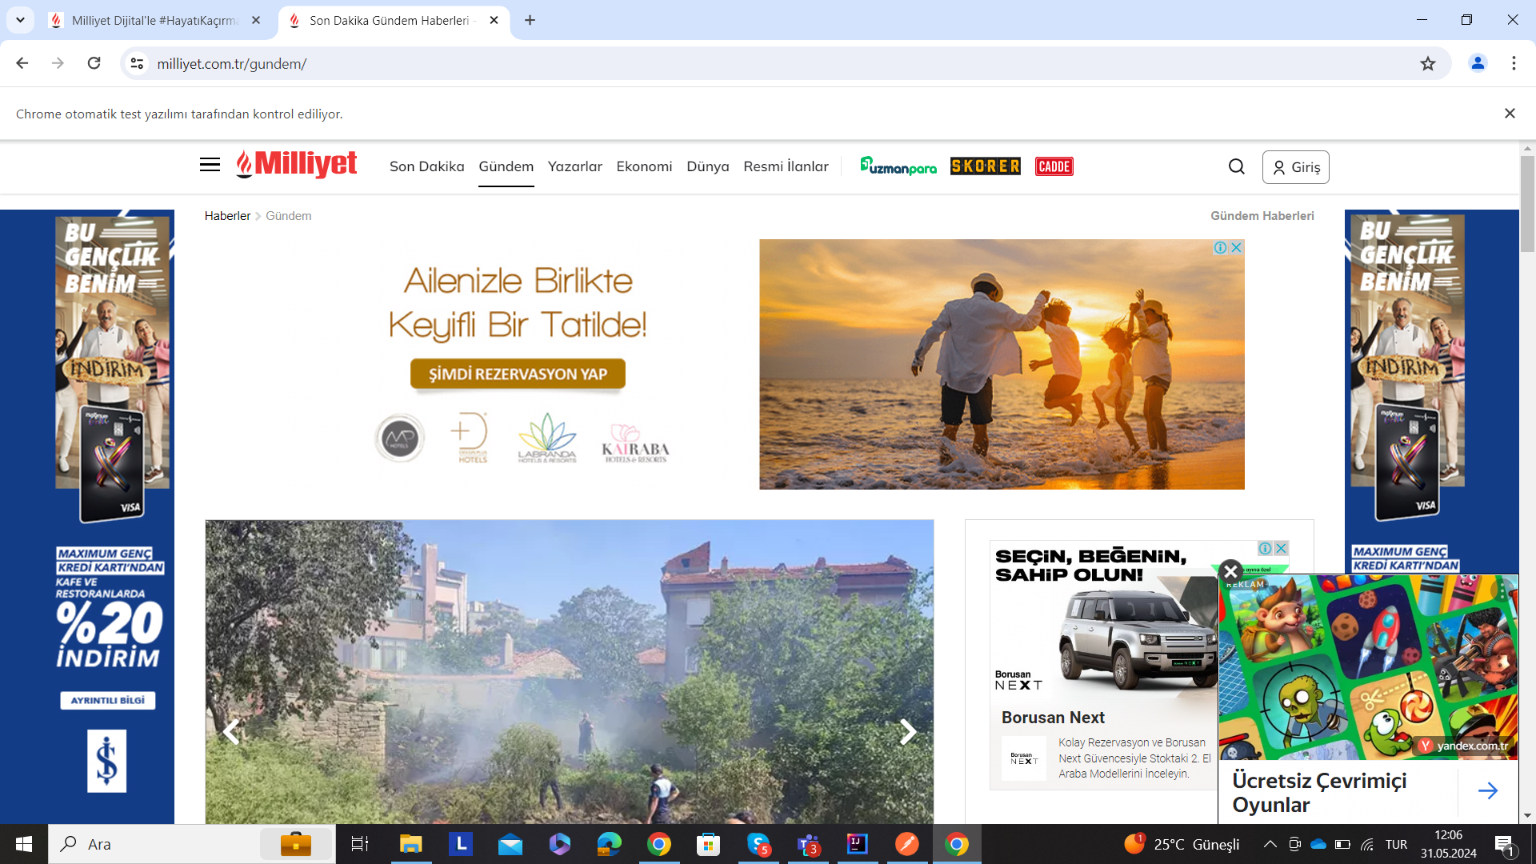 Milliyet Dijital'le #HayatıKaçırma
Son Dakika Gündem Haberleri
milliyet.com.tr/gundem/
Chrome otomatik test yazılımı tarafından kontrol ediliyor.
Milliyet
Son Dakika Gündem Yazarlar Ekonomi Dünya Resmi İlanlar
uzmanpara SKORER CADDE
Giriş
Haberler Gündem
Gündem Haberleri
BU
GENÇLİK
BENİM
İNDİRİM
VISA
MAXIMUM GENÇ
KREDİ KARTI'NDAN
KAFE VE
RESTORANLARDA
%20
İNDİRİM
AYRINTILI BİLGİ
Ailenizle Birlikte
Keyifli Bir Tatilde!
ŞİMDİ REZERVASYON YAP
LABRANDA
HOTELS & RESORTS
KAIRABA
HOTELS & RESORTS
HOTELS
BU
GENÇLİK
BENİM
İNDİRİM
VISA
MAXIMUM GENÇ
KREDİ KARTI'NDAN
SEÇİN, BEĞENİN,
SAHİP OLUN!
Borusan
NEXT
Borusan Next
Borusan
NEXT
Kolay Rezervasyon ve Borusan
Next Güvencesiyle Stoktaki 2. El
Araba Modellerini İnceleyin.
REKLAM
yandex.com.tr
Ücretsiz Çevrimiçi
Oyunlar
Ara
25°C Güneşli
TUR
12:06
31.05.2024